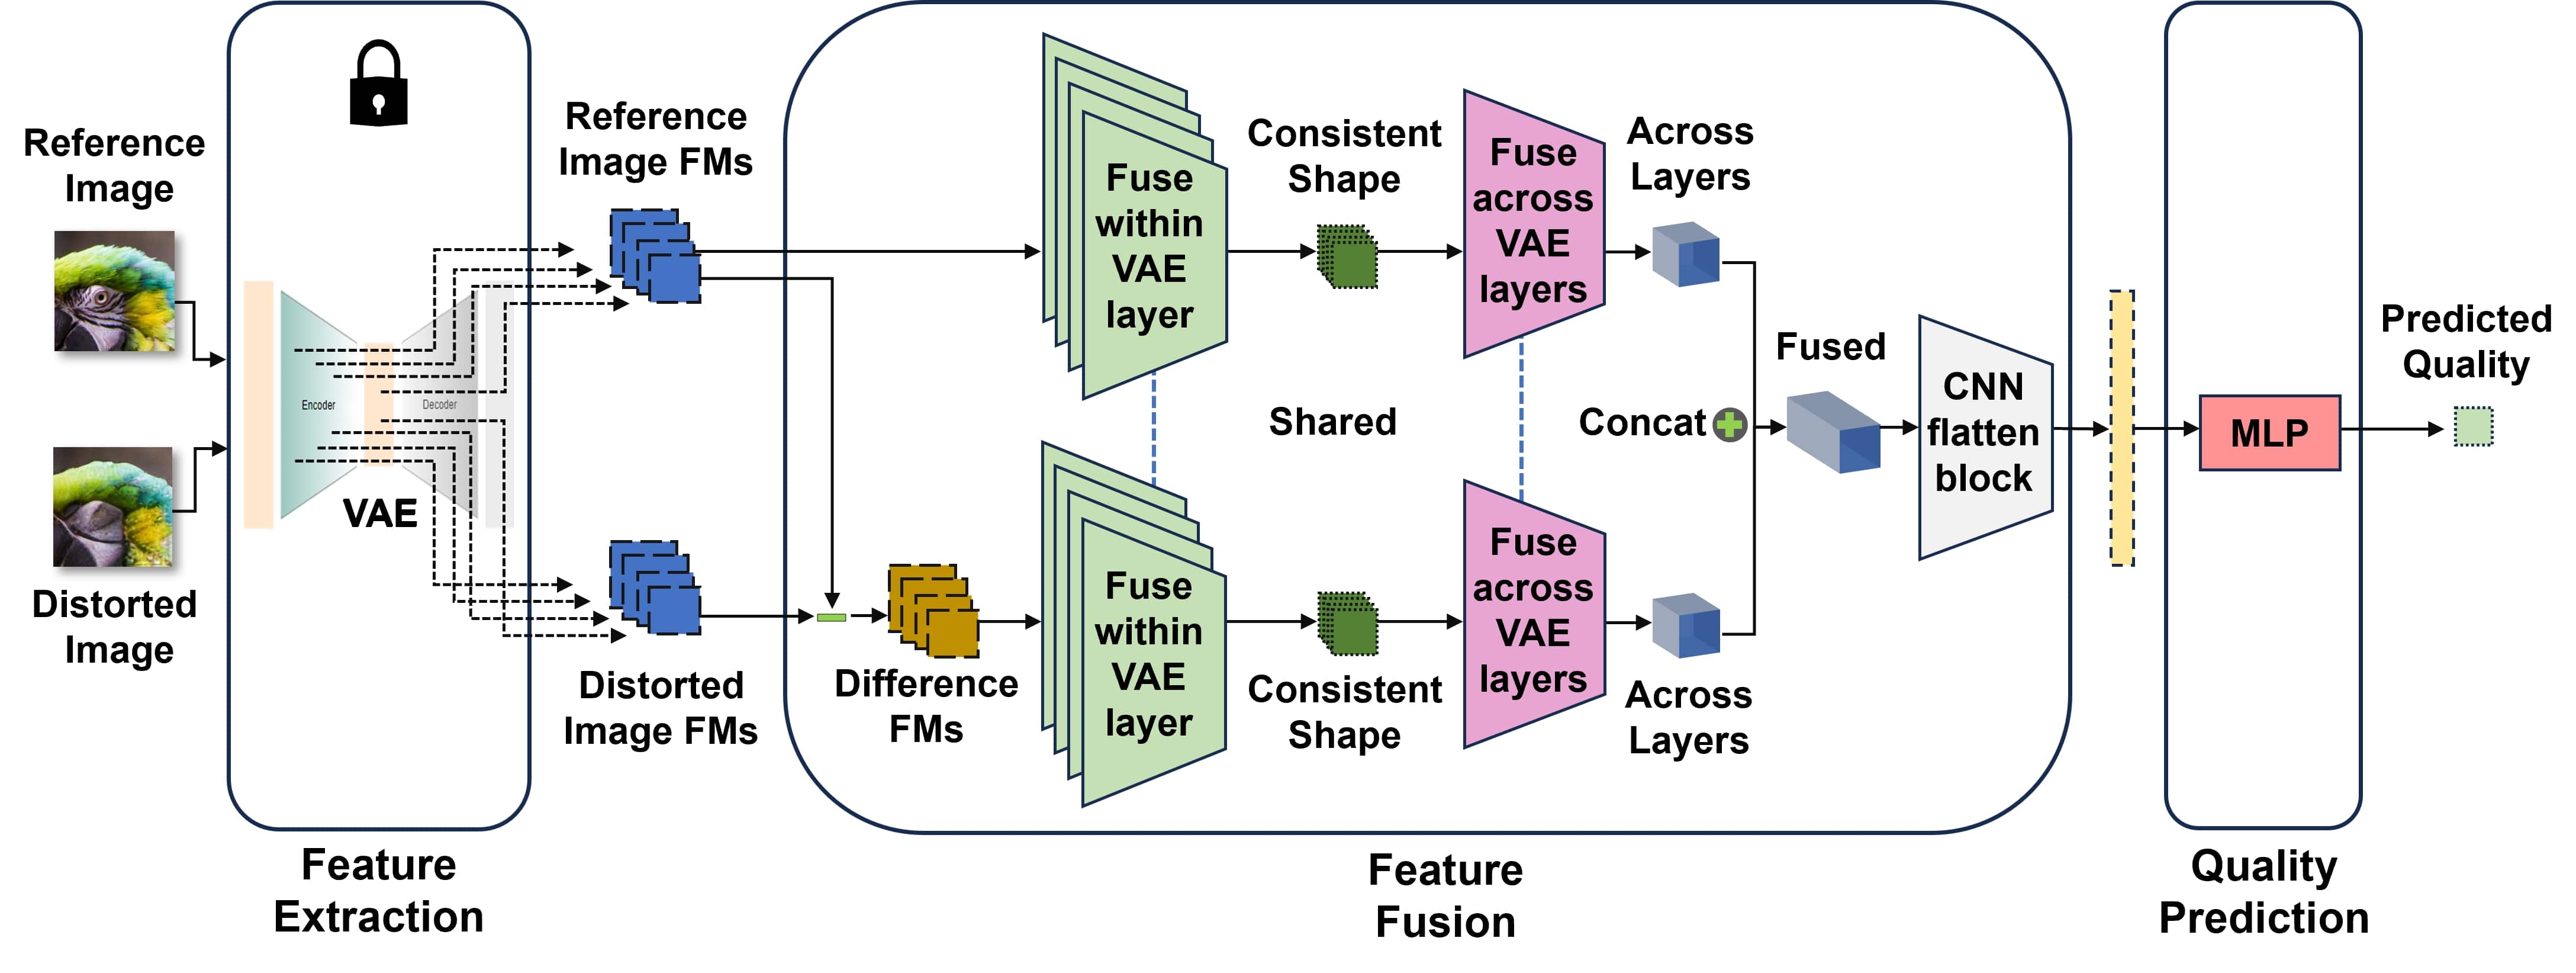 Reference
Image
Distorted
Image
Encoder
Decoder
VAE
Feature
Extraction
Reference
Image FMs
Distorted
Image FMs
Difference
FMs
Fuse
within
VAE
layer
Consistent
Shape
Fuse
across
VAE
layers
Across
Layers
Shared
Fuse
within
VAE
layer
Consistent
Shape
Fuse
across
VAE
layers
Across
Layers
Concat
Fused
CNN
flatten
block
Feature
Fusion
MLP
Quality
Prediction
Predicted
Quality